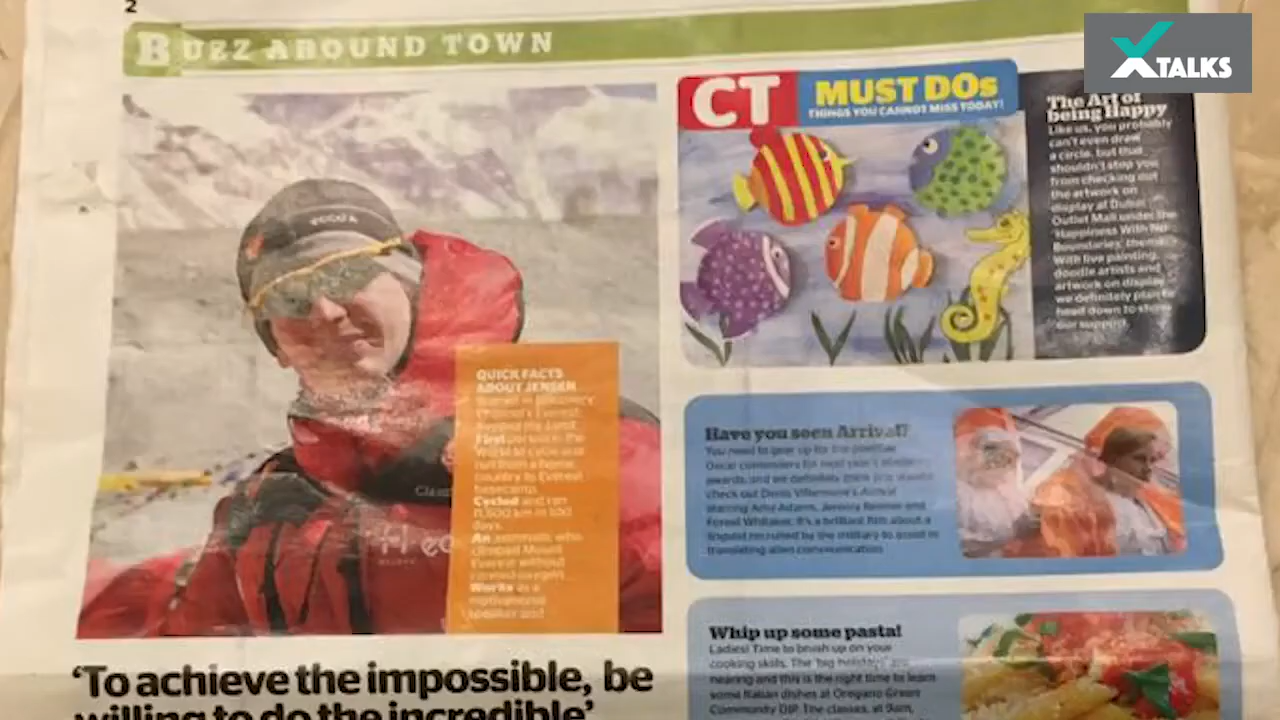 2
BUZZ AROUND TOWN
XTALKS
CT
MUST DOs
THINGS YOU CANNOT MISS TODAY!
The Art of
being Happy
Like us, you probably
can't even draw
a circle, but that
shouldn't stop you
from checking out
the artwork on
display at Dubai
Outlet Mall under the
'Happiness With No
Boundaries' theme.
With live painting,
doodle artists and
artwork on display,
we definitely plan to
head down to show
our support.
QUICK FACTS
ABOUT JENSEN
First person in the
World to cycle and
run from a home
country to Everest
basecamp.
Cycled and ran
days.
An asthmatic who
climbed Mount
Everest without
Works as a
motivational
speaker and
Have you seen Arrival?
You need to gear up for the
Oscar contenders for next year's
awards, and we definitely think you should
check out Denis Villeneuve's Arrival
starring Amy Adams, Jeremy Renner and
Forest Whitaker. It's a brilliant film about a
linguist recruited by the military to assist in
translating alien communication
Whip up some pasta!
Ladies! Time to brush up on your
cooking skills. The 'big holidays' are
nearing and this is the right time to learn
some Italian dishes at Oregano Green
Community DIP. The classes, at 9am,
'To achieve the impossible, be
willing to do the incredible'